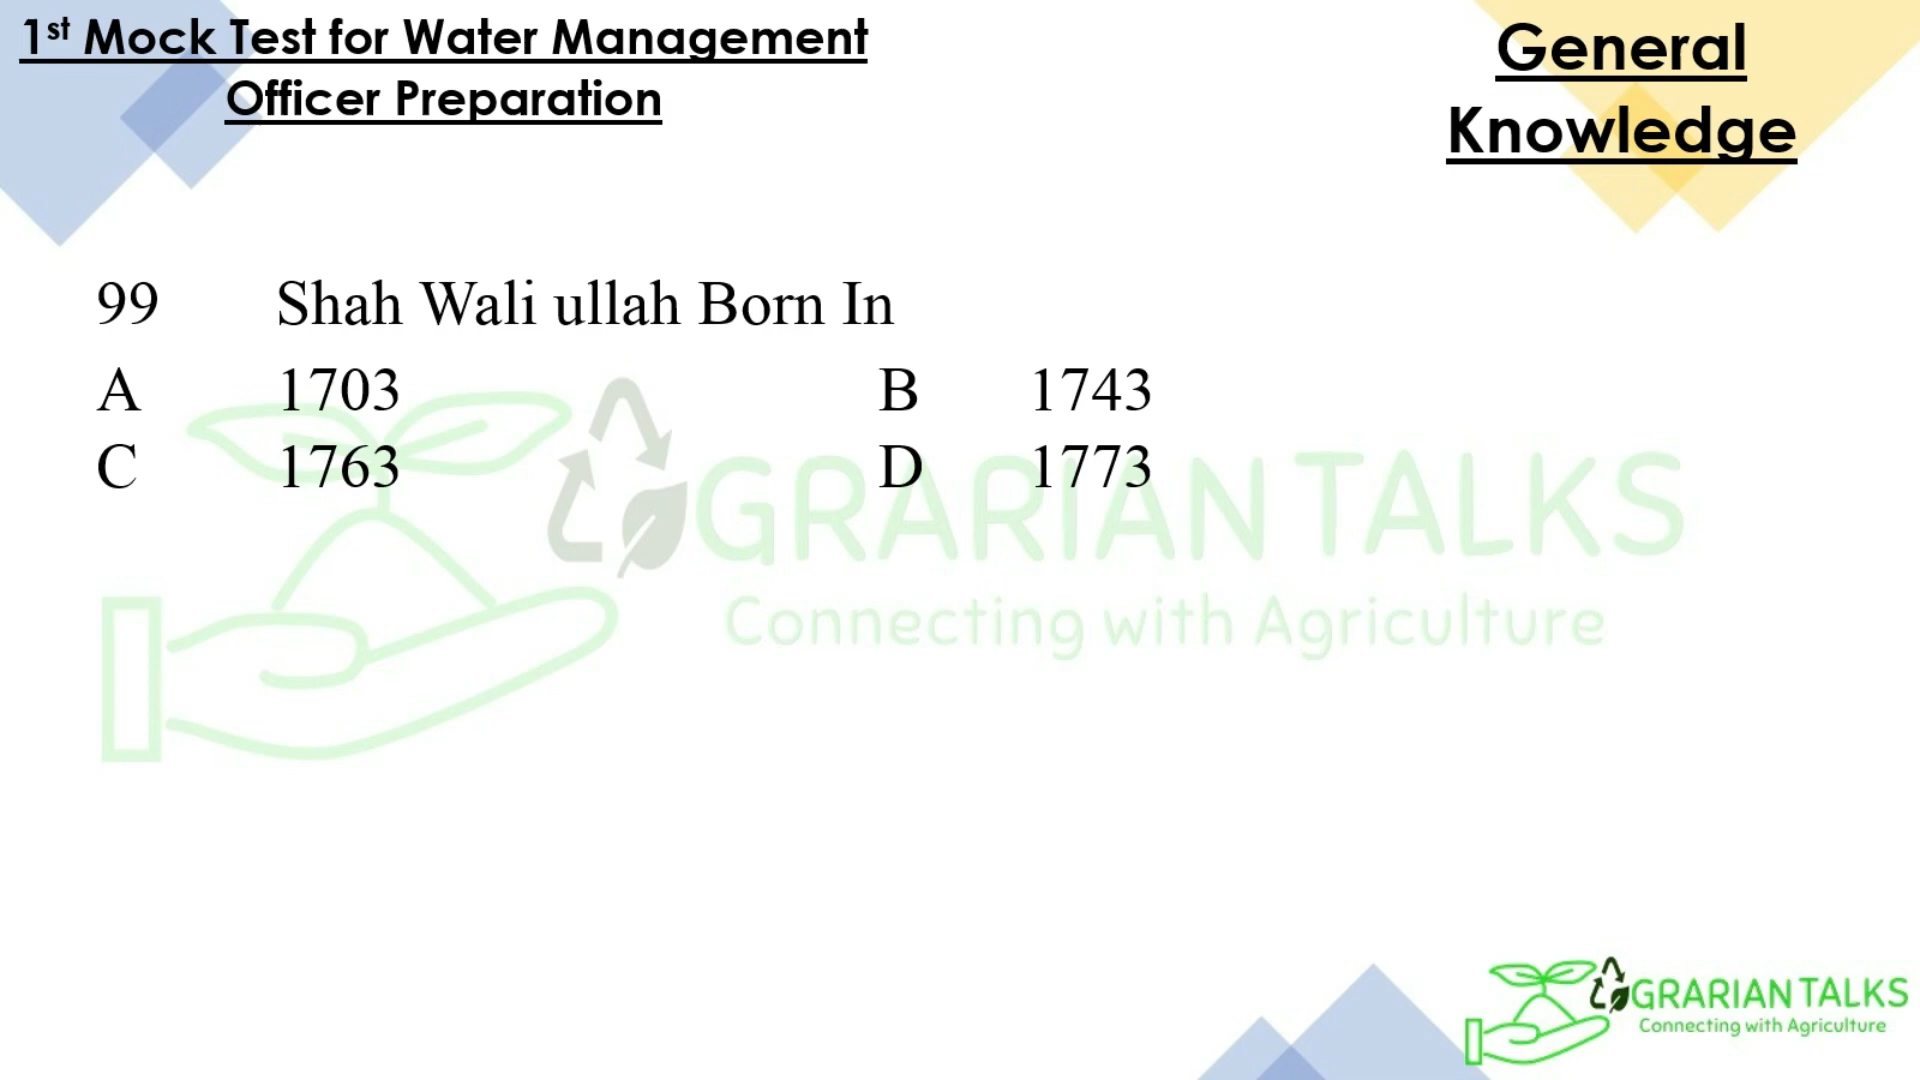 1st Mock Test for Water Management
Officer Preparation
General
Knowledge
99 Shah Wali ullah Born In
A 1703 B 1743
C 1763 D 1773
GRARIAN TALKS
Connecting with Agriculture
GRARIAN TALKS
Connecting with Agriculture